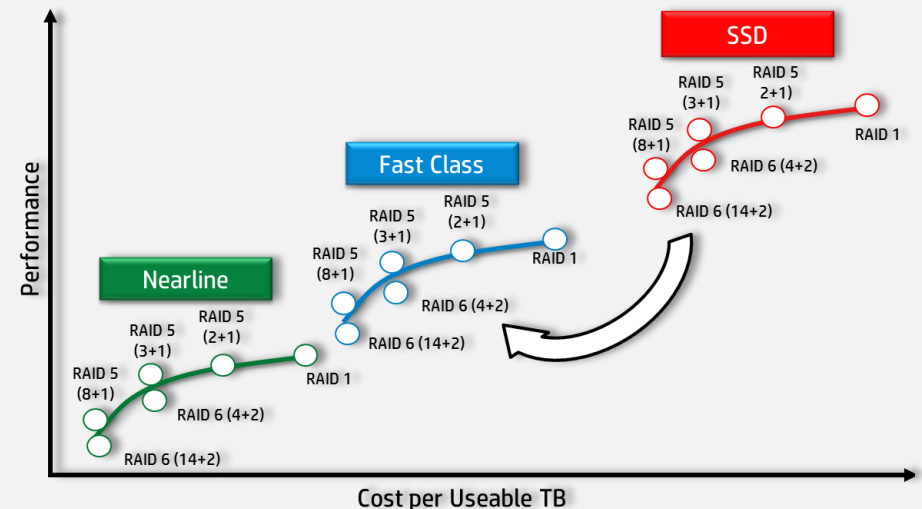 SSD
RAID 5
(3+1)
RAID 5
2+1)
RAID 5
(8+1)
RAID 1
RAID 6 (4+2)
RAID 6 (14+2)
Fast Class
RAID 5
(3+1)
RAID 5
(2+1)
RAID 5
(8+1)
RAID 1
RAID 6 (4+2)
RAID 6 (14+2)
Nearline
RAID 5
(3+1)
RAID 5
(2+1)
RAID 5
(8+1)
RAID 1
RAID 6 (4+2)
RAID 6 (14+2)
Performance
Cost per Useable TB